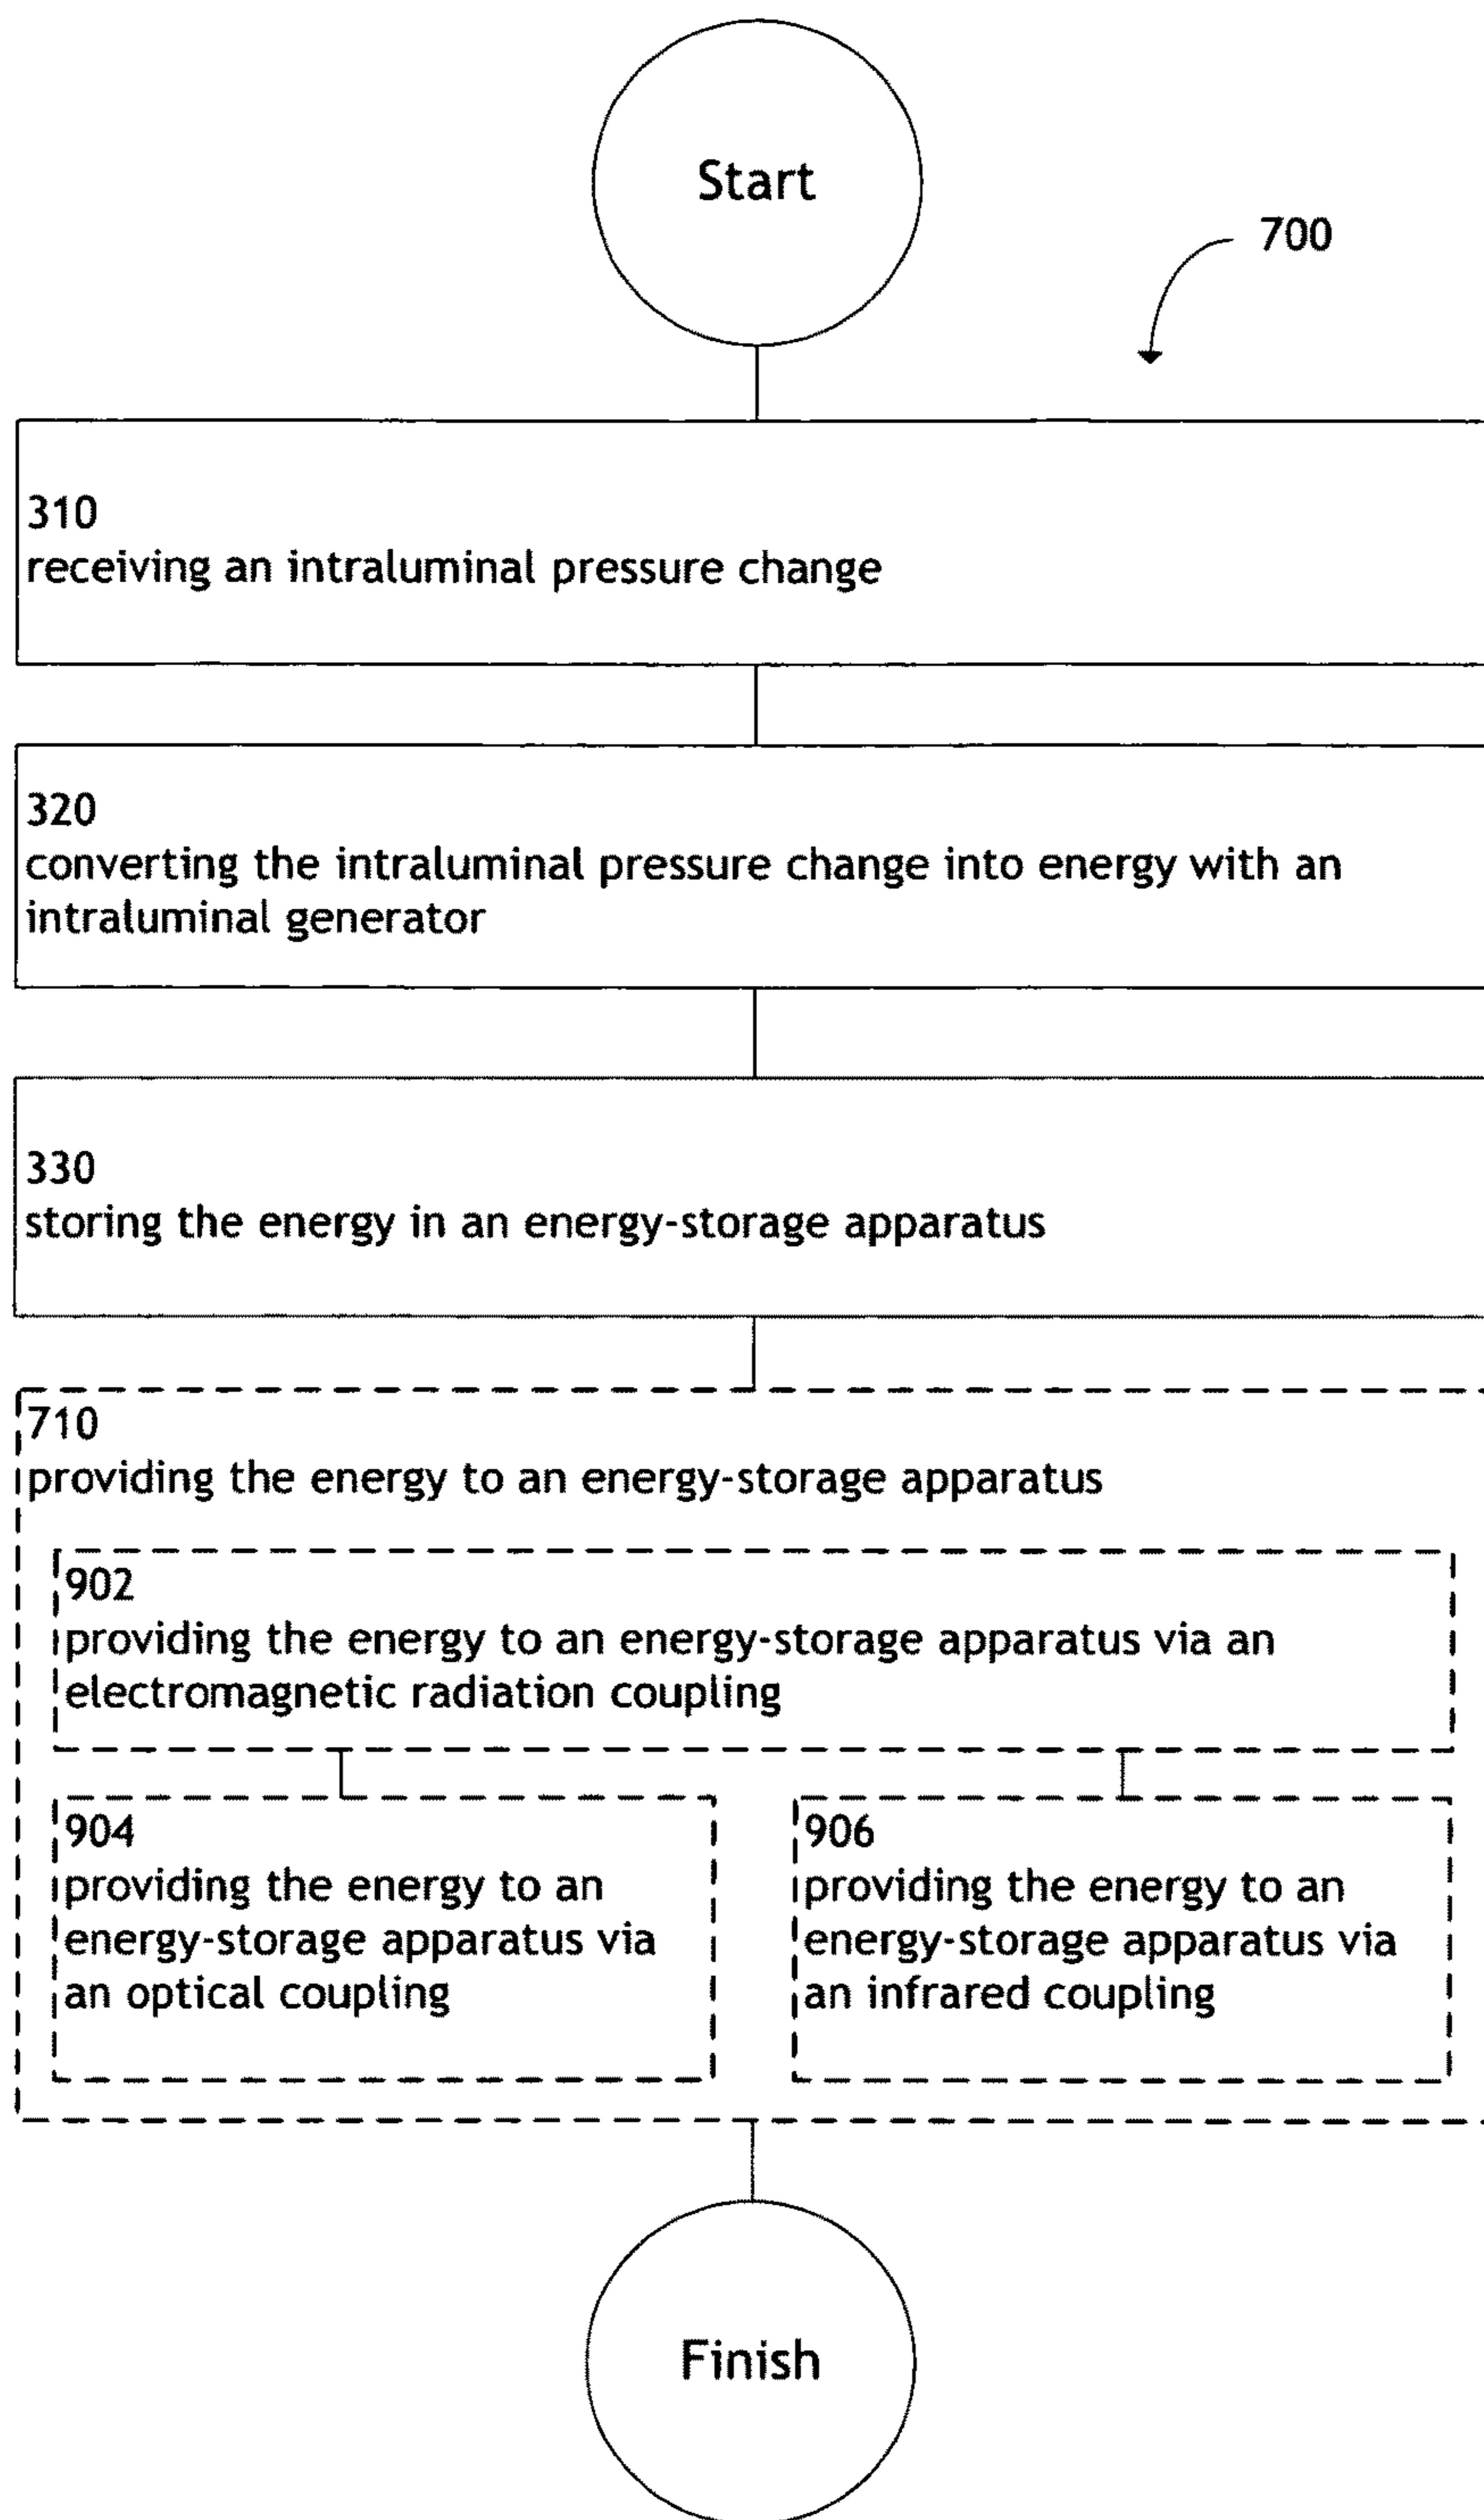 Start
700
310
receiving an intraluminal pressure change
320
converting the intraluminal pressure change into energy with an
intraluminal generator
330
storing the energy in an energy-storage apparatus
710
providing the energy to an energy-storage apparatus
902
providing the energy to an energy-storage apparatus via an
electromagnetic radiation coupling
904
providing the energy to an
energy-storage apparatus via
an optical coupling
906
providing the energy to an
energy-storage apparatus via
an infrared coupling
Finish